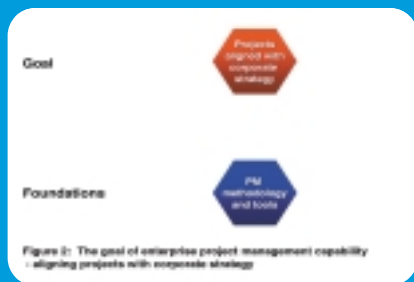 Projects
aligned with
corporate
strategy
Goal
PM
methodology
and tools
Foundations
Figure 2: The goal of enterprise project management capability
: aligning projects with corporate strategy